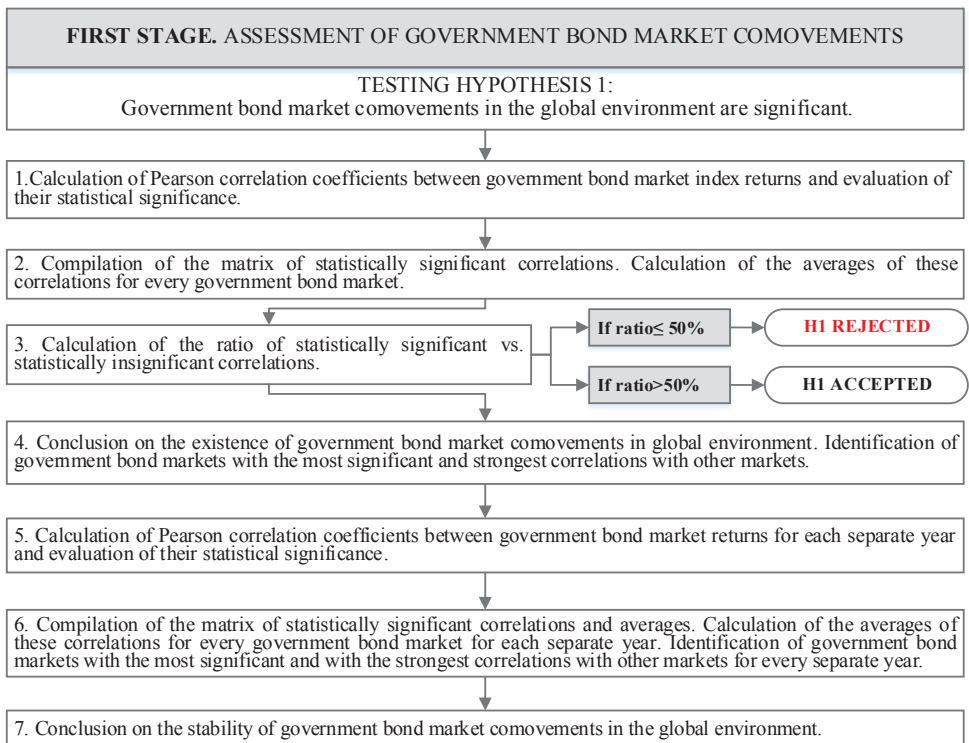 FIRST STAGE. ASSESSMENT OF GOVERNMENT BOND MARKET COMOVEMENTS
TESTING HYPOTHESIS 1:
Government bond market comovements in the global environment are significant.
1.Calculation of Pearson correlation coefficients between government bond market index returns and evaluation of
their statistical significance.
2. Compilation of the matrix of statistically significant correlations. Calculation of the averages of these
correlations for every government bond market.
3. Calculation of the ratio of statistically significant vs.
statistically insignificant correlations.
If ratio≤ 50%
H1 REJECTED
If ratio>50%
H1 ACCEPTED
4. Conclusion on the existence of government bond market comovements in global environment. Identification of
government bond markets with the most significant and strongest correlations with other markets.
5. Calculation of Pearson correlation coefficients between government bond market returns for each separate year
and evaluation of their statistical significance.
6. Compilation of the matrix of statistically significant correlations and averages. Calculation of the averages of
these correlations for every government bond market for each separate year. Identification of government bond
markets with the most significant and with the strongest correlations with other markets for every separate year.
7. Conclusion on the stability of government bond market comovements in the global environment.